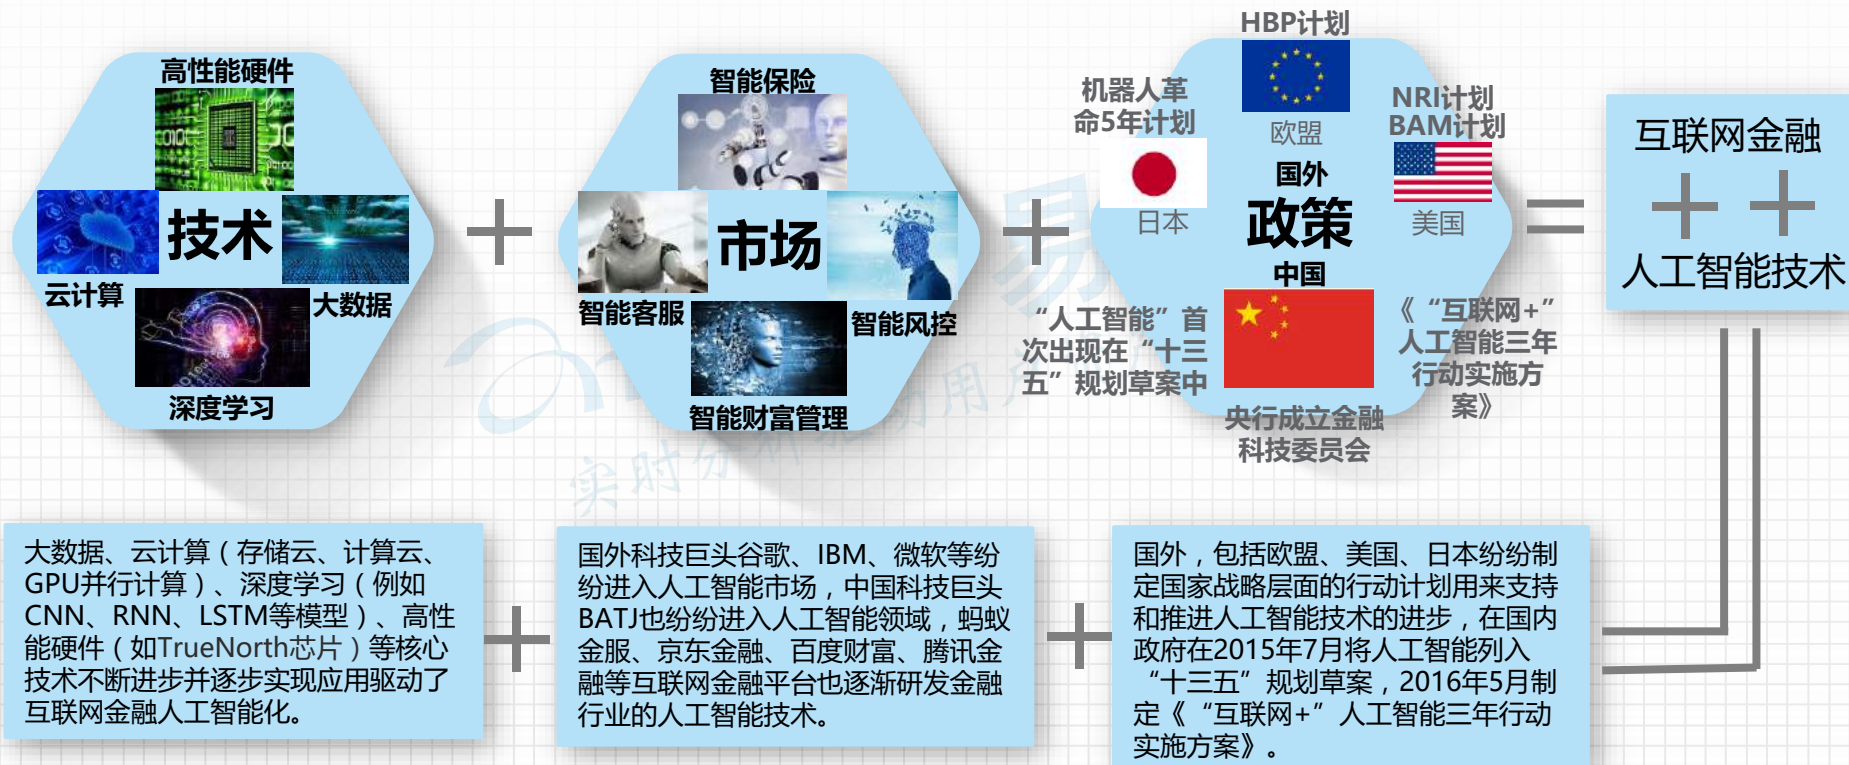 高性能硬件
云计算
技术
大数据
深度学习
智能保险
智能客服
市场
智能风控
智能财富管理
HBP计划
欧盟
机器人革
命5年计划
日本
NRI计划
BAM计划
美国
国外
政策
中国
“人工智能”首
次出现在“十三
五”规划草案中
《“互联网+”
人工智能三年
行动实施方
案》
央行成立金融
科技委员会
互联网金融
人工智能技术
实时分析驱动用户
易
大数据、云计算（存储云、计算云、
GPU并行计算）、深度学习（例如
CNN、RNN、LSTM等模型）、高性
能硬件（如TrueNorth芯片）等核心
技术不断进步并逐步实现应用驱动了
互联网金融人工智能化。
国外科技巨头谷歌、IBM、微软等纷
纷进入人工智能市场，中国科技巨头
BATJ也纷纷进入人工智能领域，蚂蚁
金服、京东金融、百度财富、腾讯金
融等互联网金融平台也逐渐研发金融
行业的人工智能技术。
国外，包括欧盟、美国、日本纷纷制
定国家战略层面的行动计划用来支持
和推进人工智能技术的进步，在国内
政府在2015年7月将人工智能列入
“十三五”规划草案，2016年5月制
定《“互联网+”人工智能三年行动
实施方案》。